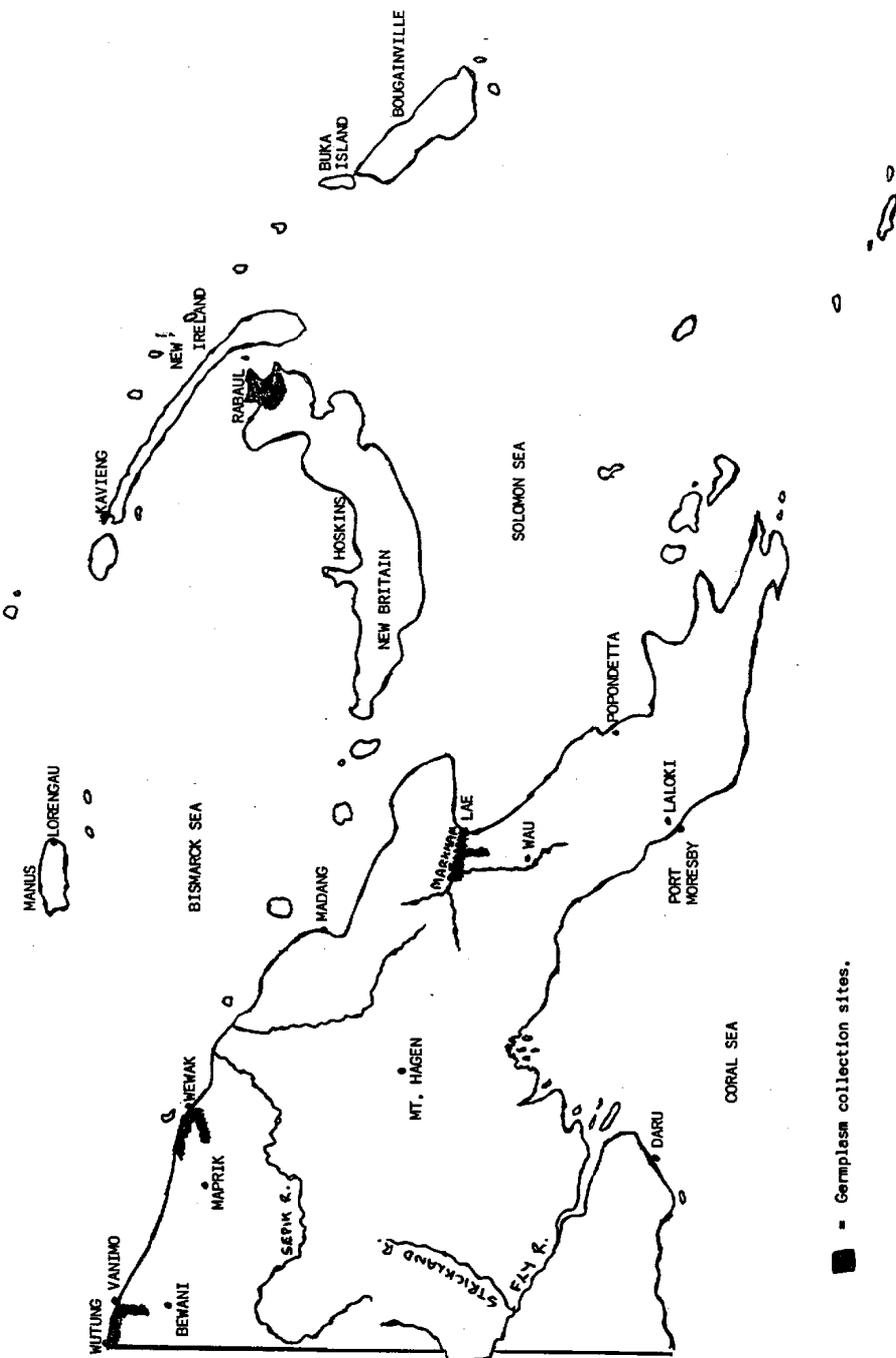 MANUS
LORENGAU
KAVIENG
NEW
IRELAND
RABAUL
BUKA
ISLAND
BOUGAINVILLE
BISMARCK SEA
HOSKINS
NEW BRITAIN
SOLOMON SEA
WUTUNG
VANIMO
BEWANI
WEWAK
MAPRIK
SEPIK R.
MADANG
MARKHAM
LAE
WAU
MT. HAGEN
STRICKLAND R.
FLY R.
POPONDETTA
LALOKI
PORT
MORESBY
DARU
CORAL SEA
= Germplasm collection sites.